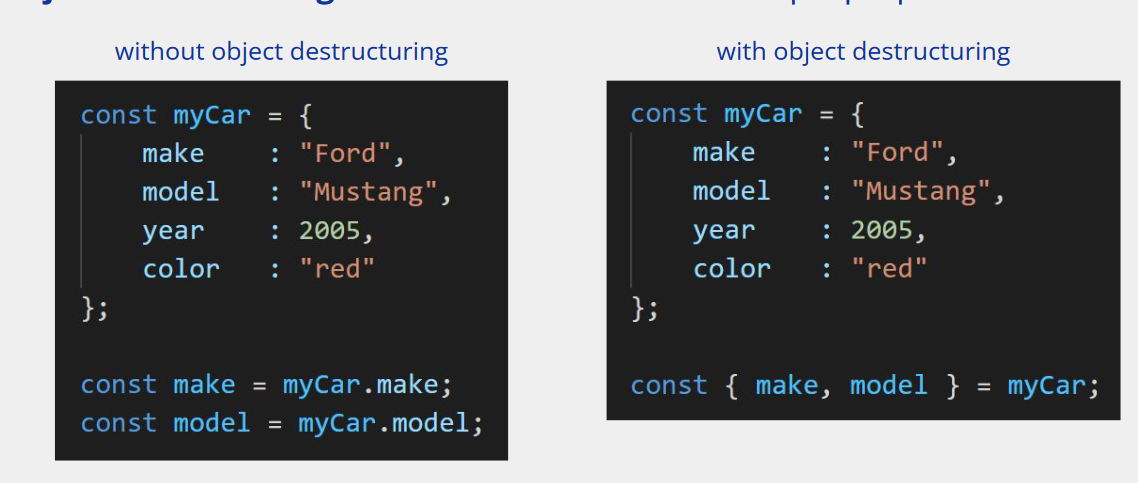 without object destructuring
const myCar = {
    make    : "Ford",
    model   : "Mustang",
    year    : 2005,
    color   : "red"
};
const make = myCar.make;
const model = myCar.model;
with object destructuring
const myCar = {
    make    : "Ford",
    model   : "Mustang",
    year    : 2005,
    color   : "red"
};
const { make, model } = myCar;